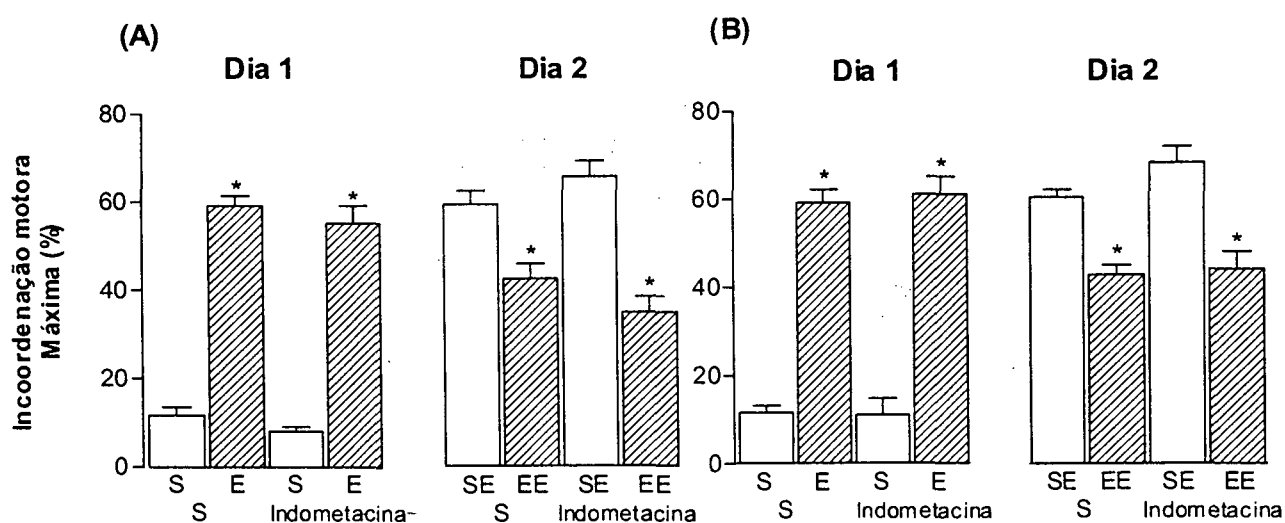 (A)
(B)
Dia 1
Dia 2
Dia 1
Dia 2
Incoordenação motora
Máxima (%)
80
60
40
20
0
80
60
40
20
0
* *
* *
* *
* *
S E S E
S Indometacina
SE EE SE EE
S Indometacina
S E S E
S Indometacina
SE EE SE EE
S Indometacina